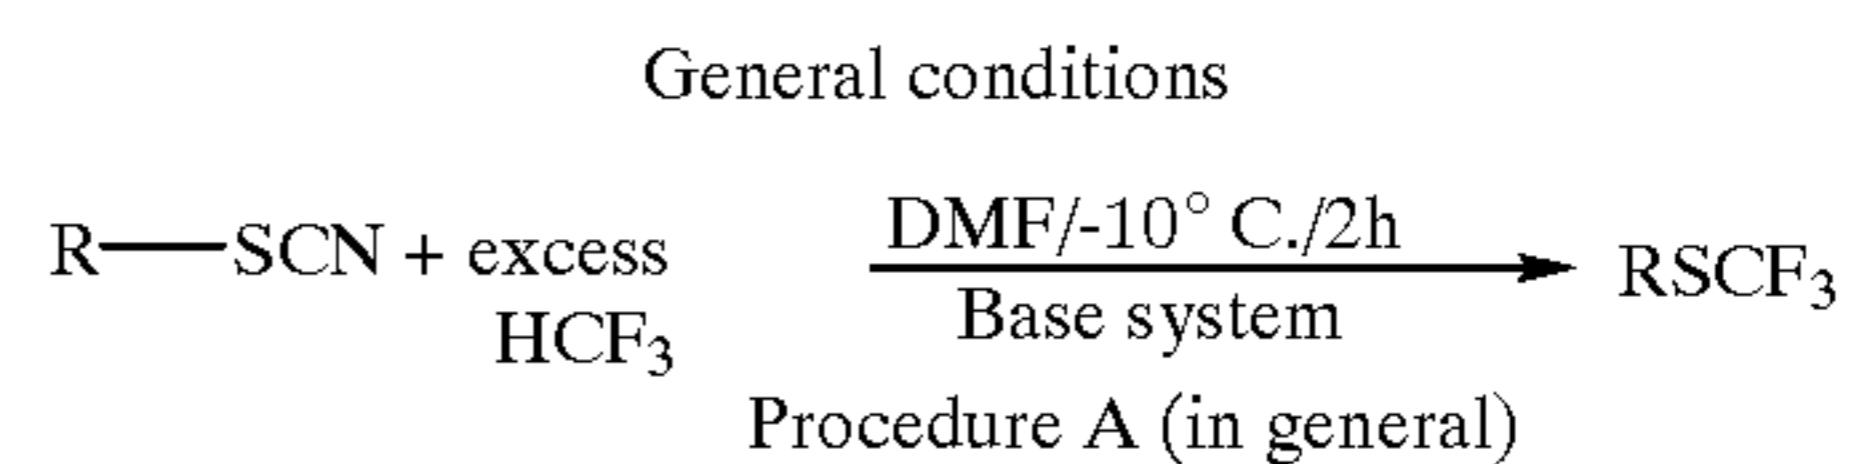 General conditions
R—SCN + excess HCF₃
DMF/-10° C./2h
Base system
RSCF₃
Procedure A (in general)